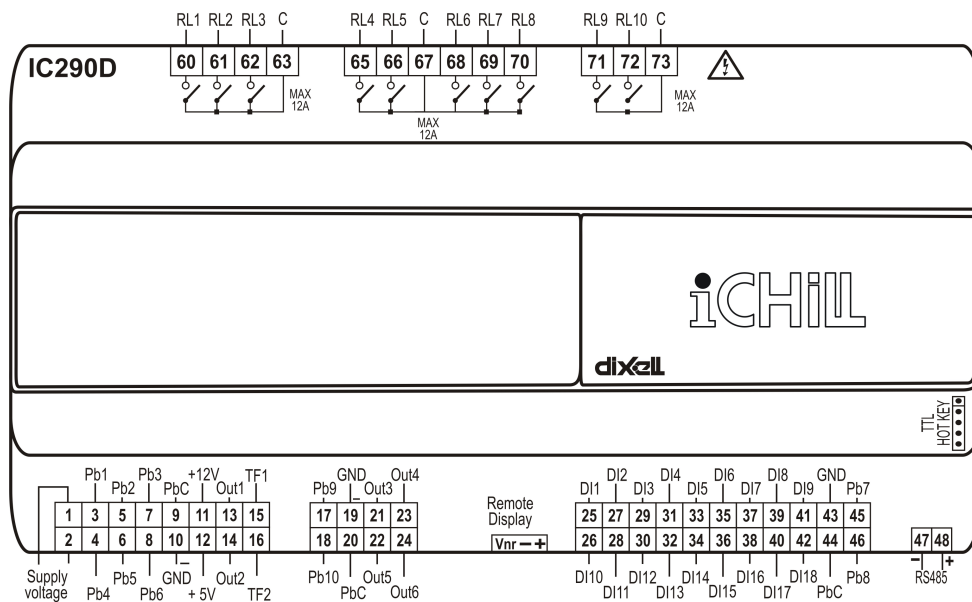 RL1 RL2 RL3 C RL4 RL5 C RL6 RL7 RL8 RL9 RL10 C
IC290D
60 61 62 63 65 66 67 68 69 70 71 72 73
MAX
12A
MAX
12A
MAX
12A
iCHiLL
dixell
TTL
HOT KEY
Pb1 Pb2 Pb3 PbC +12V Out1 TF1
1 3 5 7 9 11 13 15
2 4 6 8 10 12 14 16
Supply
voltage
Pb4 Pb5 Pb6 GND + 5V Out2 TF2
Pb9 GND Out3 Out4
17 19 21 23
18 20 22 24
Pb10 PbC Out5 Out6
Remote
Display
Vnr − +
DI1 DI2 DI3 DI4 DI5 DI6 DI7 DI8 DI9 GND Pb7
25 27 29 31 33 35 37 39 41 43 45
26 28 30 32 34 36 38 40 42 44 46
DI10 DI11 DI12 DI13 DI14 DI15 DI16 DI17 DI18 PbC Pb8
47 48
− +
RS485